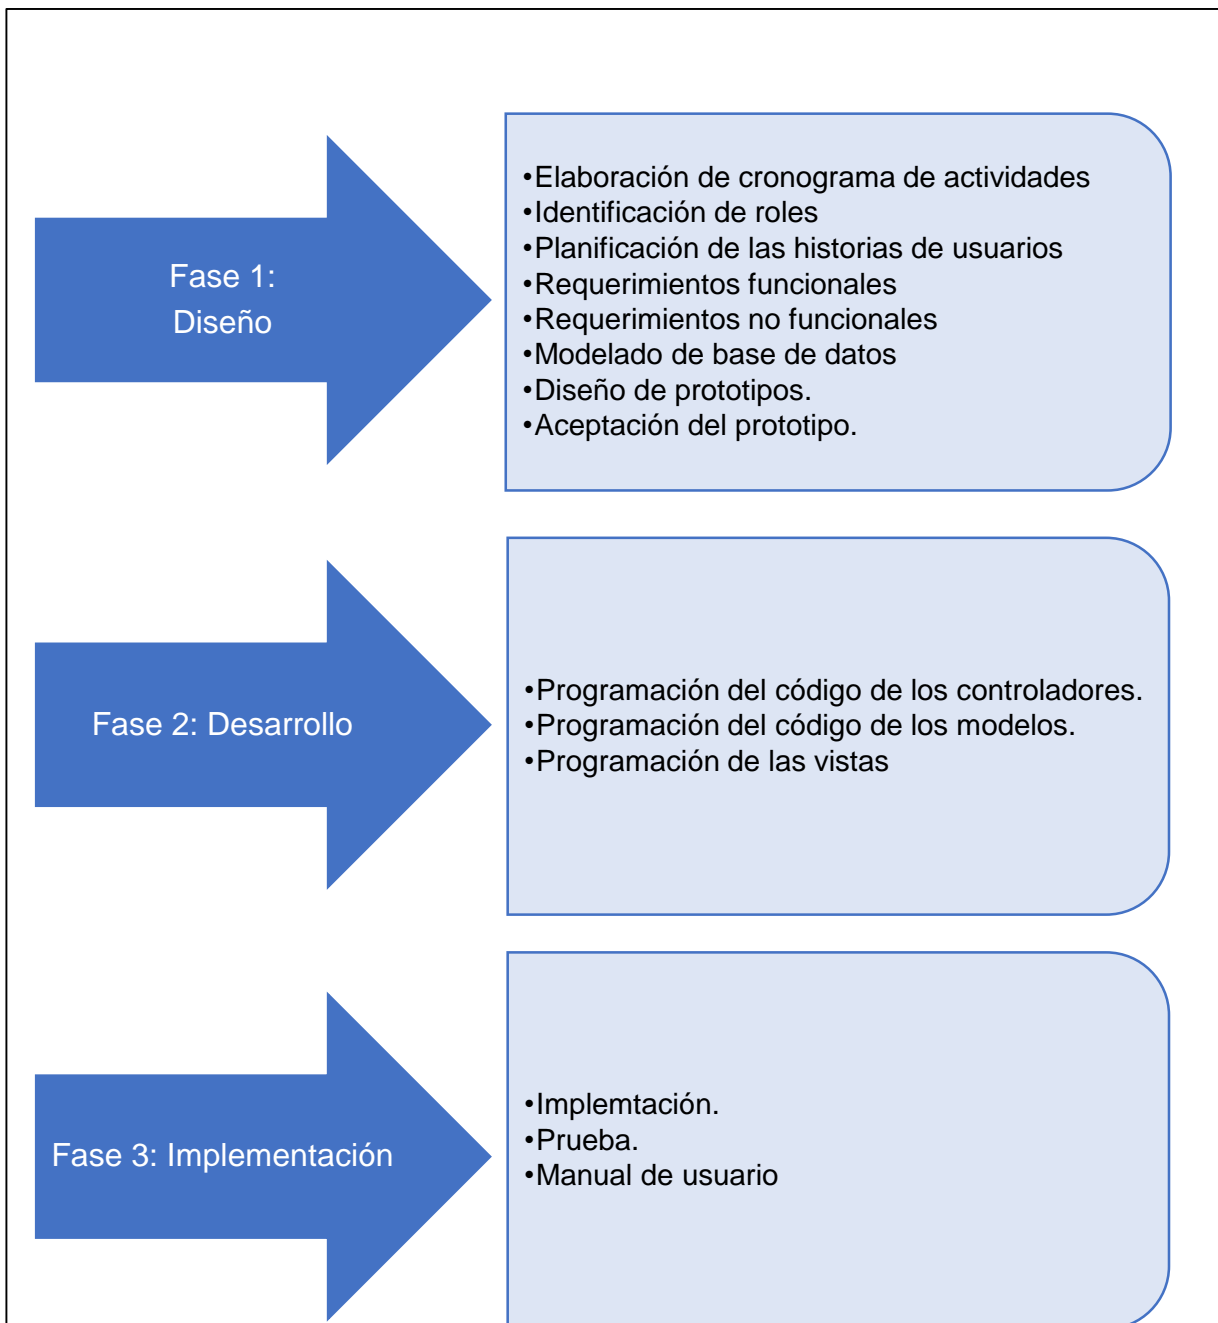 Fase 1:
Diseño
•Elaboración de cronograma de actividades
•Identificación de roles
•Planificación de las historias de usuarios
•Requerimientos funcionales
•Requerimientos no funcionales
•Modelado de base de datos
•Diseño de prototipos.
•Aceptación del prototipo.
Fase 2: Desarrollo
•Programación del código de los controladores.
•Programación del código de los modelos.
•Programación de las vistas
Fase 3: Implementación
•Implemtación.
•Prueba.
•Manual de usuario